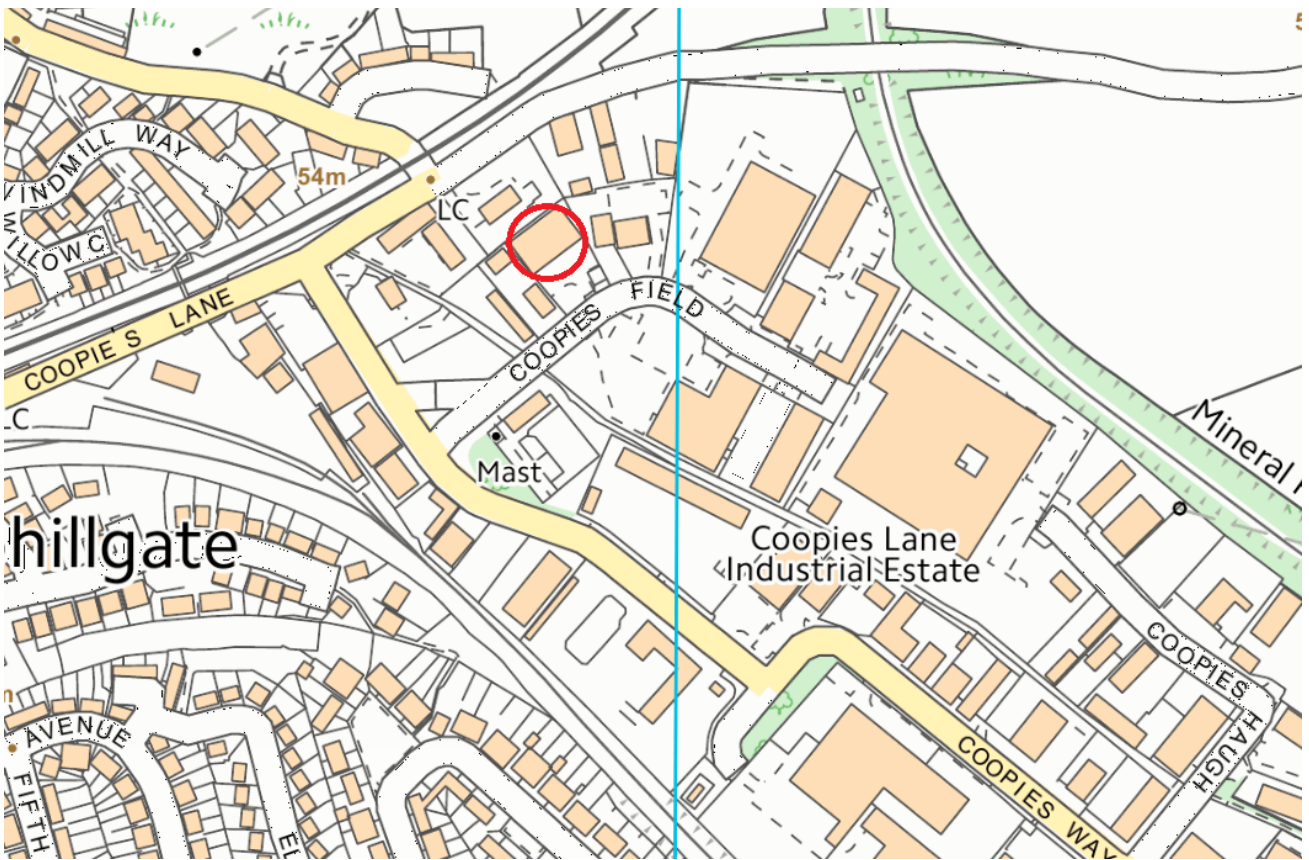 5
WINDMILL WAY
54m
LC
WILLOW C
COOPIE'S LANE
COOPIES FIELD
LC
Mast
Mineral R
hillgate
Coopies Lane
Industrial Estate
COOPIES HAUGH
COOPIES WAY
m
AVENUE
FIFTH